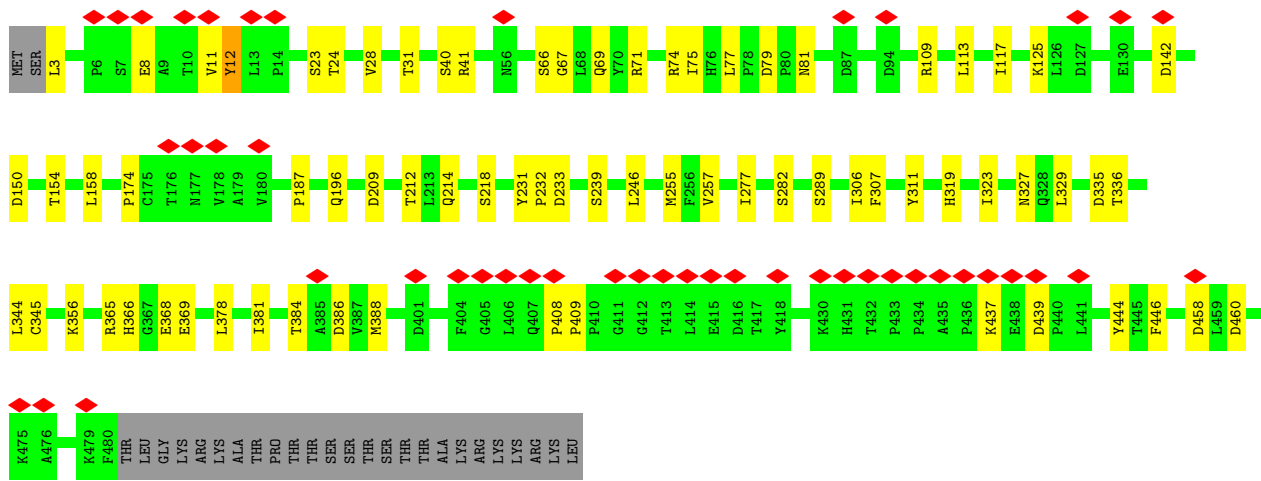 MET SER L3 P6 S7 E8 A9 T10 V11 Y12 L13 P14 S23 T24 V28 T31 S40 R41 N56 S66 G67 L68 Q69 Y70 R71 R74 I75 H76 L77 P78 D79 P80 N81 D87 D94 R109 L113 I117 K125 L126 D127 E130 D142
D150 T154 L158 P174 C175 T176 N177 V178 A179 V180 P187 Q196 D209 T212 L213 Q214 S218 Y231 P232 D233 S239 L246 M255 F256 V257 I277 S282 S289 I306 F307 Y311 H319 I323 N327 Q328 L329 D335 T336
L344 C345 K356 R365 H366 G367 E368 E369 L378 I381 T384 A385 D386 V387 M388 D401 F404 G405 L406 Q407 P408 P409 P410 G411 G412 T413 L414 E415 D416 T417 Y418 K430 H431 T432 P433 P434 A435 P436 K437 E438 D439 P440 L441 Y444 T445 F446 D458 L459 D460
K475 A476 K479 F480 THR LEU GLY LYS ARG LYS ALA THR PRO THR THR SER SER THR SER THR THR ALA LYS ARG LYS LYS ARG LYS LEU